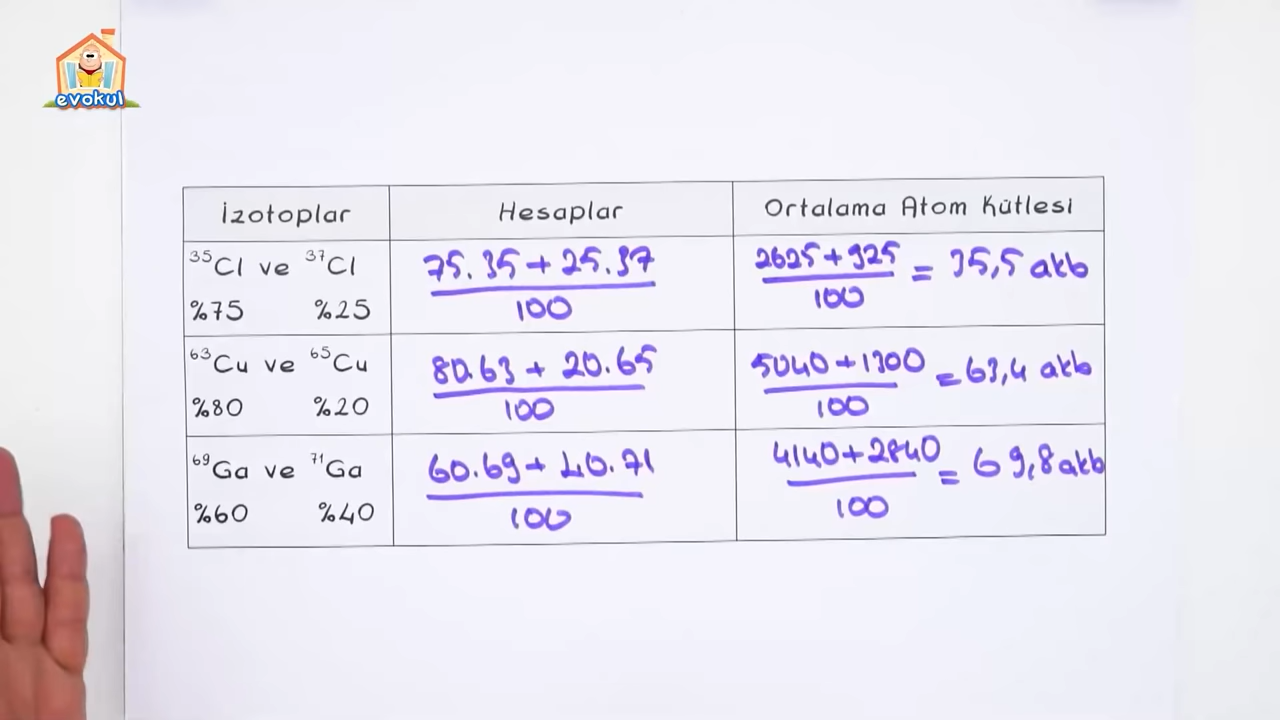 evokul
İzotoplar Hesaplar Ortalama Atom Kütlesi
³⁵Cl ve ³⁷Cl 75.35 + 25.37 2625 + 925 = 35,5 akb
%75 %25 100 100
⁶³Cu ve ⁶⁵Cu 80.63 + 20.65 5040 + 1300 = 63,4 akb
%80 %20 100 100
⁶⁹Ga ve ⁷¹Ga 60.69 + 40.71 4140 + 2840 = 69,8 akb
%60 %40 100 100